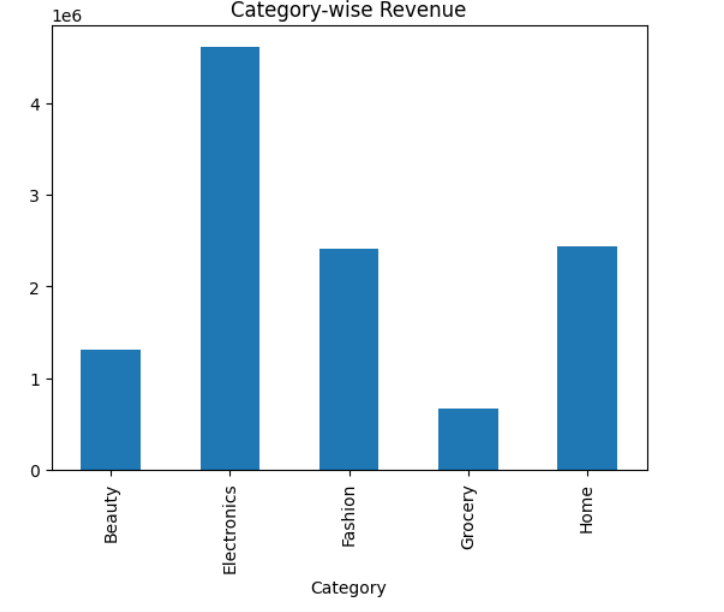 Category-wise Revenue
1e6
4
3
2
1
0
Beauty
Electronics
Fashion
Grocery
Home
Category